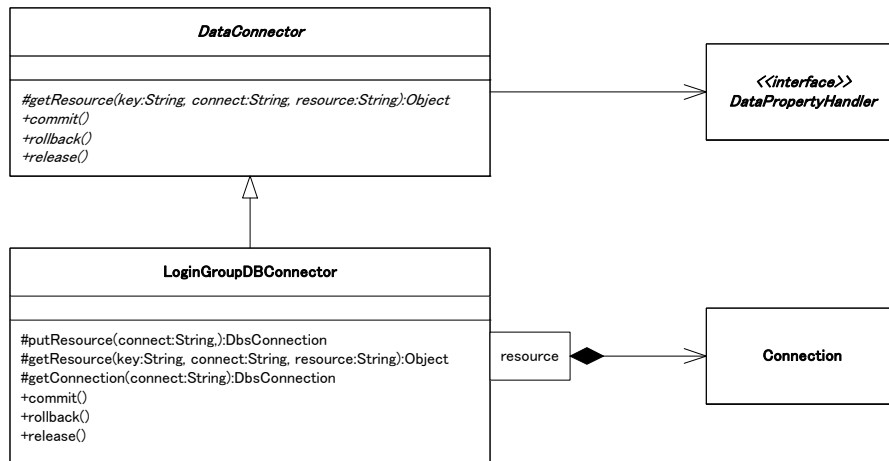 DataConnector
#getResource(key:String, connect:String, resource:String):Object
+commit()
+rollback()
+release()
<<interface>>
DataPropertyHandler
LoginGroupDBConnector
#putResource(connect:String,):DbsConnection
#getResource(key:String, connect:String, resource:String):Object
#getConnection(connect:String):DbsConnection
+commit()
+rollback()
+release()
resource
Connection